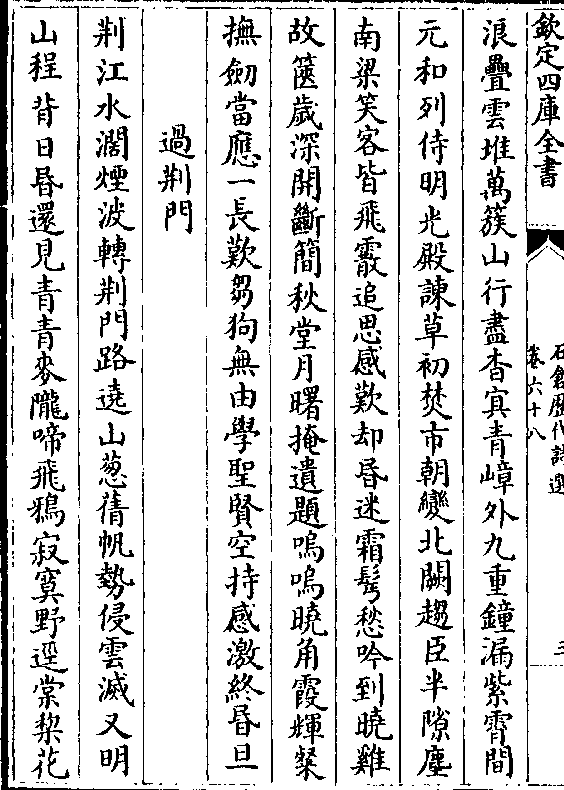 欽定四庫全書
石倉歷代詩選
卷六十八
三
浪疊雲堆萬簇山行盡杳冥青嶂外九重鐘漏紫霄間
元和列侍明光殿諫草初焚市朝變北闕趨臣半隙塵
南梁笑客皆飛霰追思感歎却昏迷霜髩愁吟到曉雞
故篋歲深開斷簡秋堂月曙掩遺題嗚嗚曉角霞輝粲
撫劒當應一長歎芻狗無由學聖賢空持感激終昏旦
過荆門
荆江水濶煙波轉荆門路遶山葱蒨帆勢侵雲滅又明
山程背日昏還見青青麥隴啼飛鴉寂寞野逕棠棃花